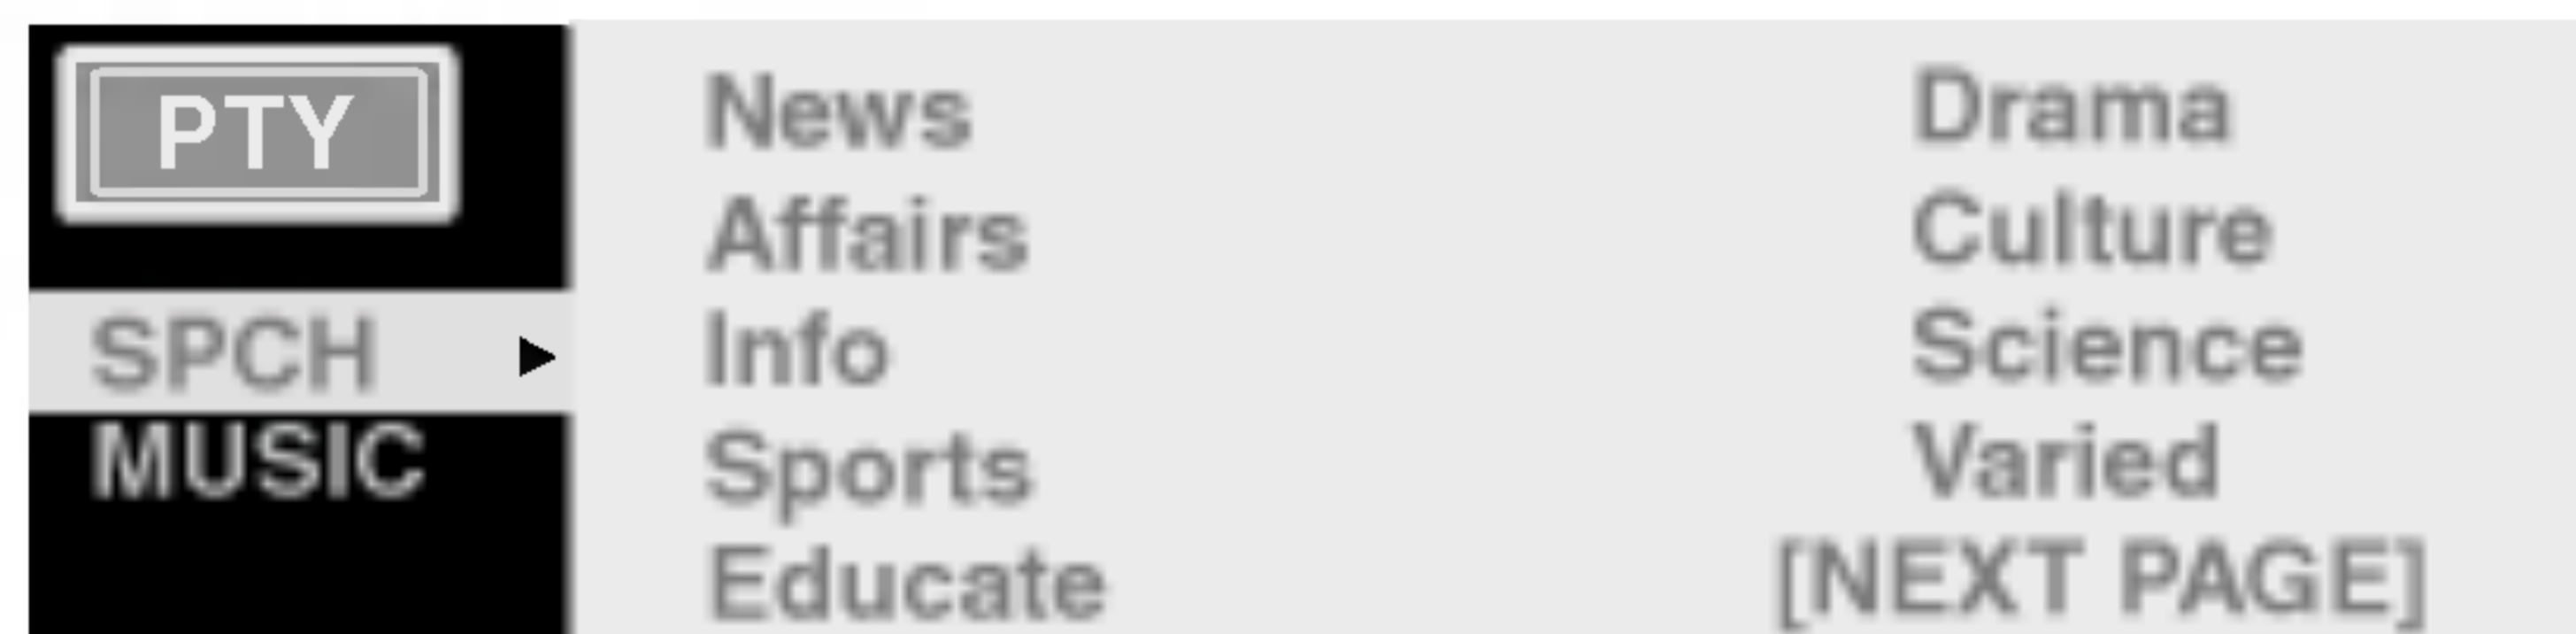 PTY
SPCH
MUSIC
News
Affairs
Info
Sports
Educate
Drama
Culture
Science
Varied
[NEXT PAGE]